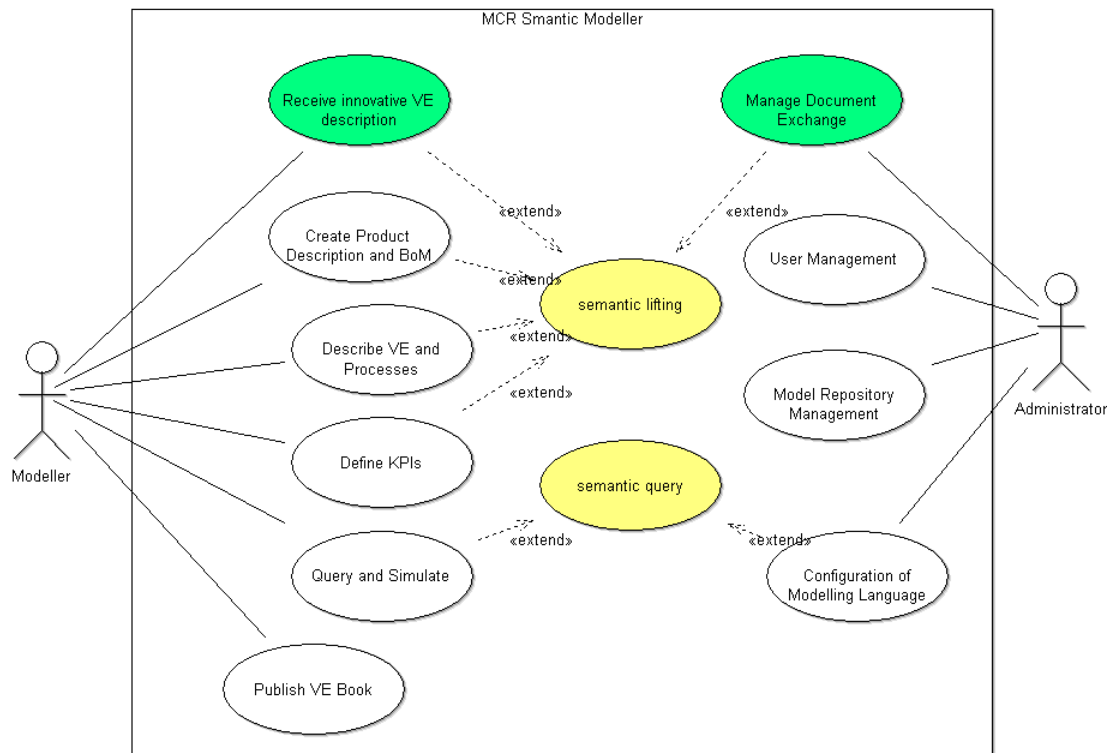 MCR Smantic Modeller
Receive innovative VE
description
Manage Document
Exchange
«extend»
«extend»
Create Product
Description and BoM
User Management
«extend»
semantic lifting
«extend»
Describe VE and
Processes
Model Repository
Management
Administrator
Modeller
Define KPIs
semantic query
«extend»
«extend»
Query and Simulate
Configuration of
Modelling Language
Publish VE Book